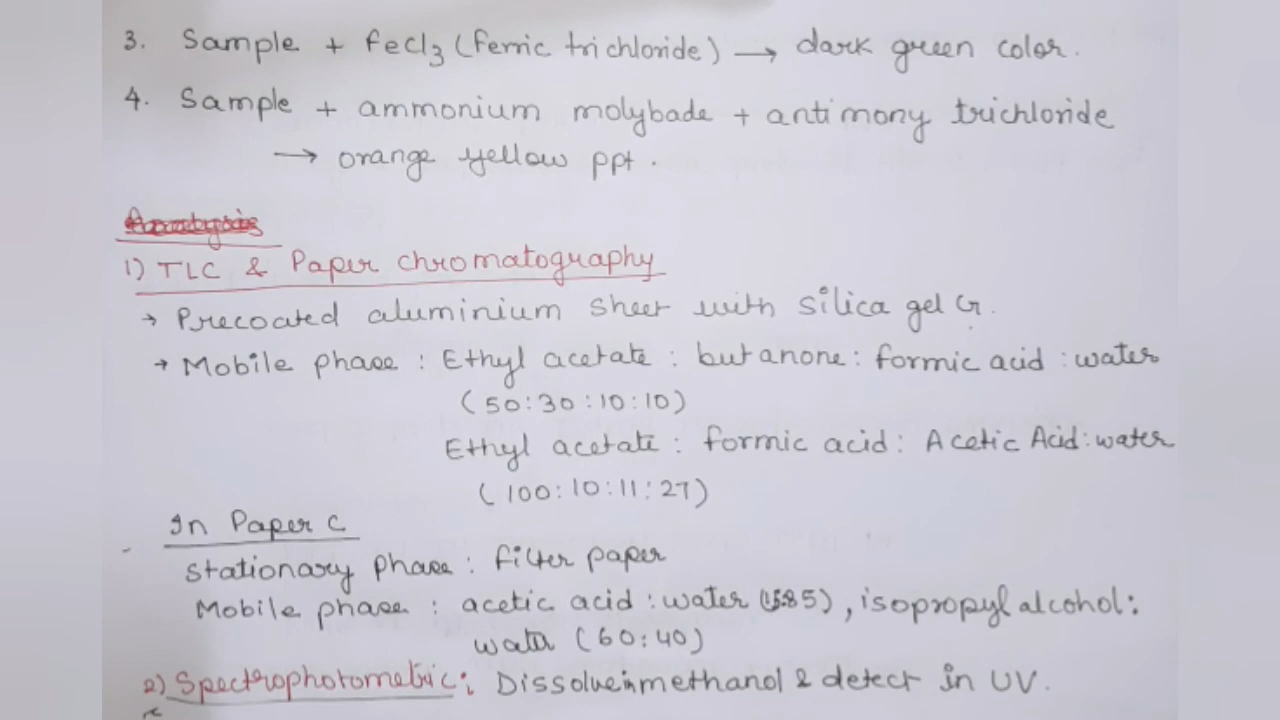 3. Sample + FeCl3 (Ferric trichloride) → dark green color.
4. Sample + ammonium molybade + antimony trichloride
→ orange yellow ppt.
1) TLC & Paper chromatography
→ Precoated aluminium sheet with silica gel G.
→ Mobile phase : Ethyl acetate : butanone : formic acid : water
(50:30:10:10)
Ethyl acetate : formic acid : Acetic Acid : water
(100:10:11:27)
In Paper C
Stationary phase : filter paper
Mobile phase : acetic acid : water (15:85), isopropyl alcohol :
water (60:40)
2) Spectrophotometric : Dissolve in methanol & detect in UV.